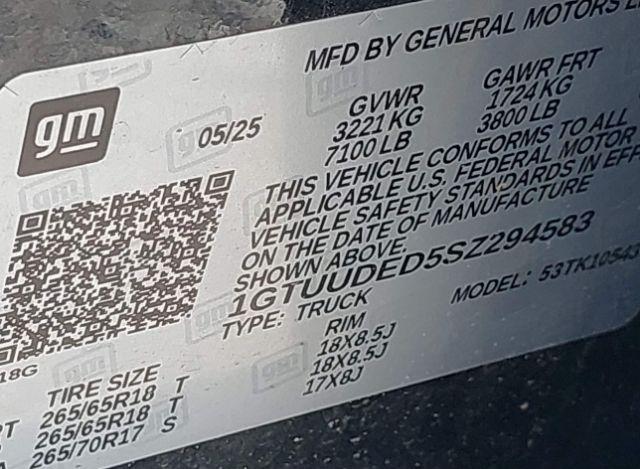 MFD BY GENERAL MOTORS
gm
05/25
GVWR GAWR FRT
3221 KG 1724 KG
7100 LB 3800 LB
THIS VEHICLE CONFORMS TO ALL
APPLICABLE U.S. FEDERAL MOTOR
VEHICLE SAFETY STANDARDS IN
ON THE DATE OF MANUFACTURE
SHOWN ABOVE.
1GTUUDED5SZ294583
TYPE: TRUCK MODEL: 53TK10543
18G
TIRE SIZE RIM
265/65R18 T 18X8.5J
265/65R18 T 18X8.5J
265/70R17 S 17X8J